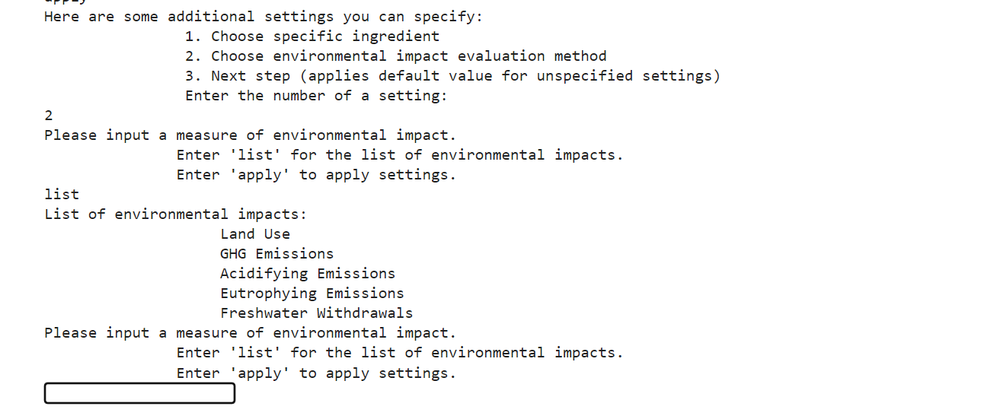 Here are some additional settings you can specify:
1. Choose specific ingredient
2. Choose environmental impact evaluation method
3. Next step (applies default value for unspecified settings)
Enter the number of a setting:
2
Please input a measure of environmental impact.
Enter 'list' for the list of environmental impacts.
Enter 'apply' to apply settings.
list
List of environmental impacts:
Land Use
GHG Emissions
Acidifying Emissions
Eutrophying Emissions
Freshwater Withdrawals
Please input a measure of environmental impact.
Enter 'list' for the list of environmental impacts.
Enter 'apply' to apply settings.